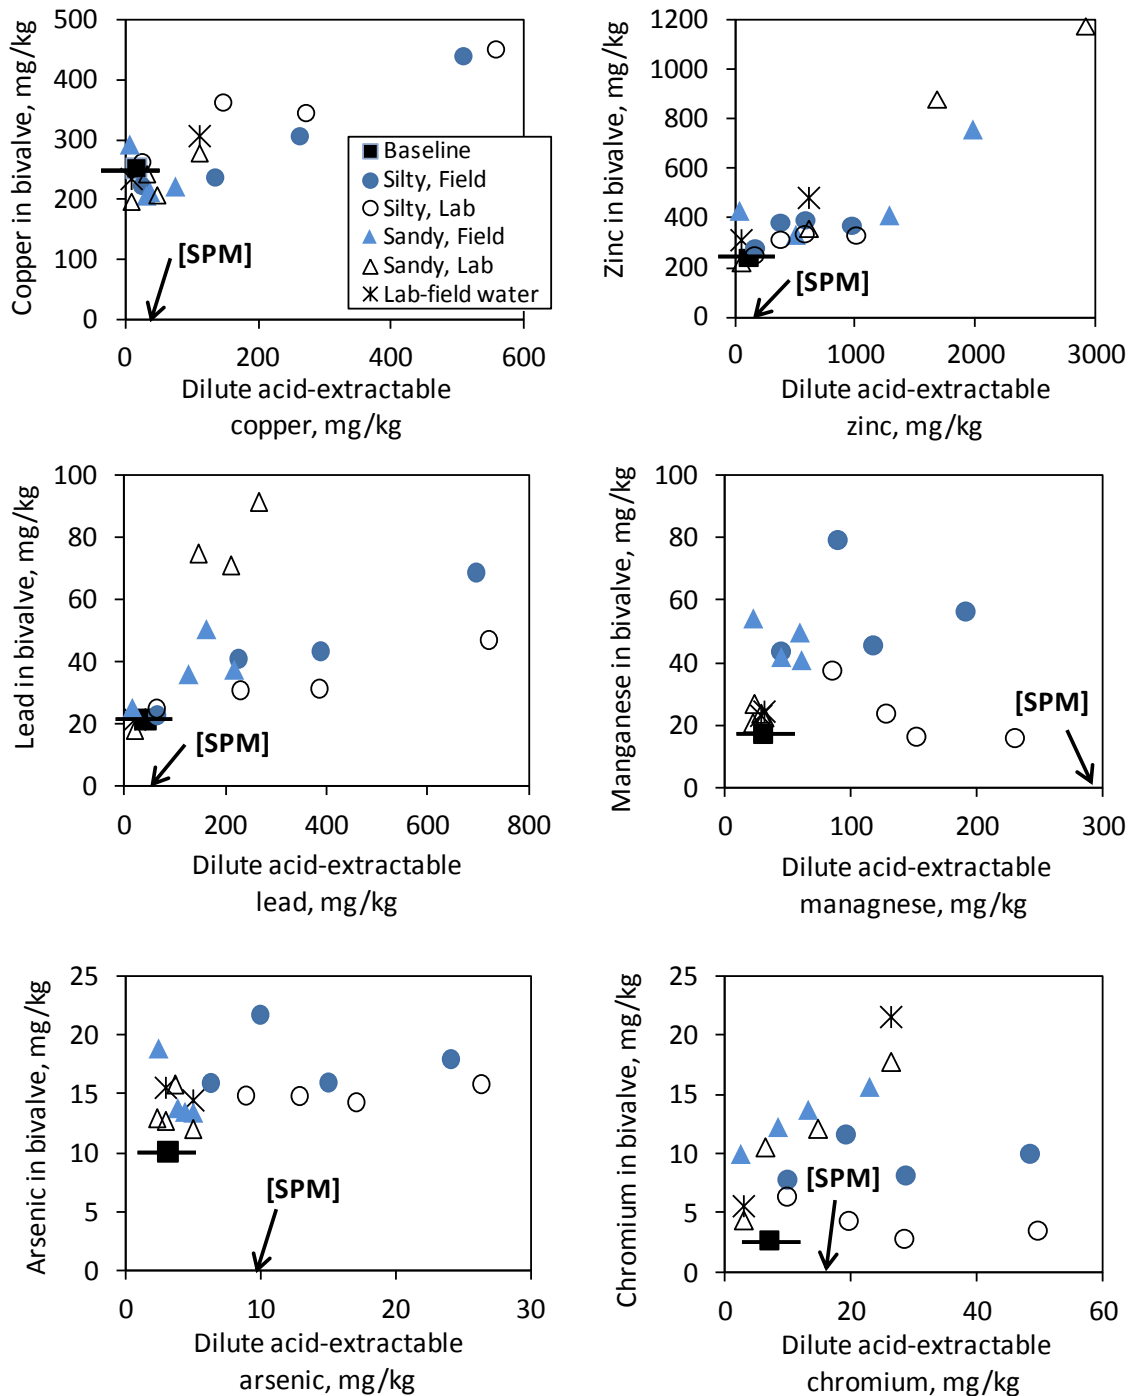 Copper in bivalve, mg/kg
500
400
300
200
100
0
0
200
400
600
[SPM]
Baseline
Silty, Field
Silty, Lab
Sandy, Field
Sandy, Lab
Lab-field water
Dilute acid-extractable
copper, mg/kg
Zinc in bivalve, mg/kg
1200
1000
800
600
400
200
0
0
1000
2000
3000
[SPM]
Dilute acid-extractable
zinc, mg/kg
Lead in bivalve, mg/kg
100
80
60
40
20
0
0
200
400
600
800
[SPM]
Dilute acid-extractable
lead, mg/kg
Manganese in bivalve, mg/kg
100
80
60
40
20
0
0
100
200
300
[SPM]
Dilute acid-extractable
managnese, mg/kg
Arsenic in bivalve, mg/kg
25
20
15
10
5
0
0
10
20
30
[SPM]
Dilute acid-extractable
arsenic, mg/kg
Chromium in bivalve, mg/kg
25
20
15
10
5
0
0
20
40
60
[SPM]
Dilute acid-extractable
chromium, mg/kg